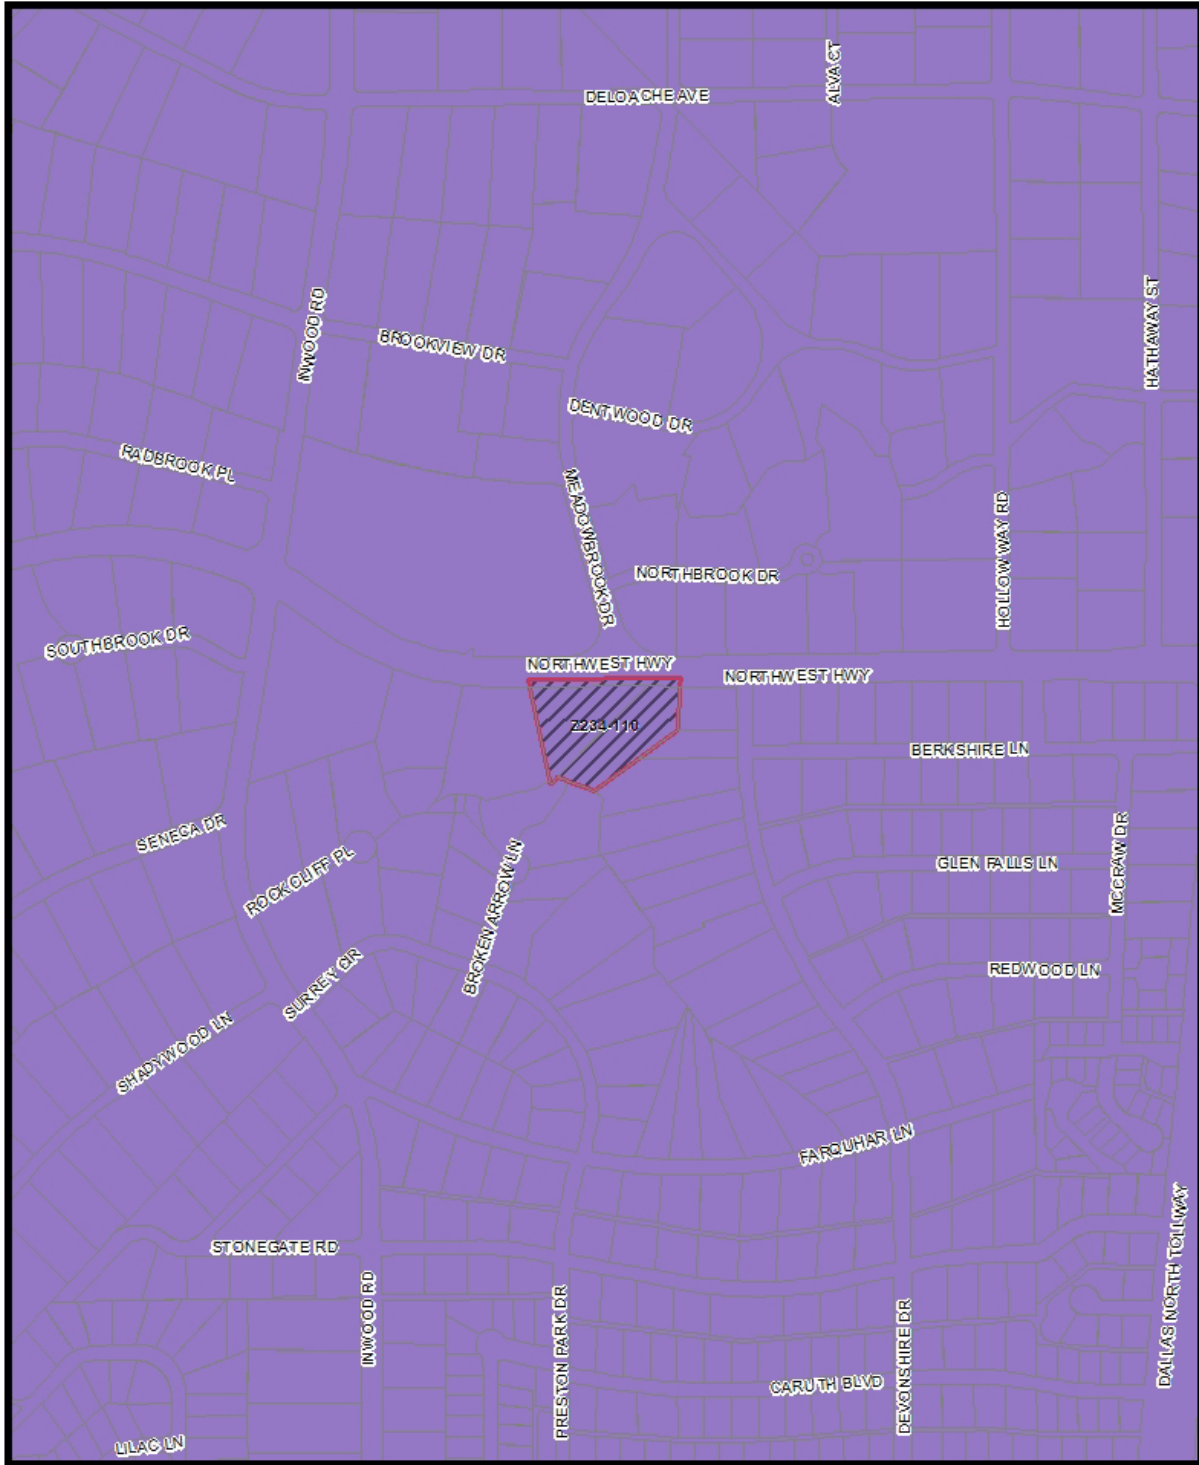 DELOACHE AVE
ALVA CT
HATHAWAY ST
INWOOD RD
BROOKVIEW DR
DENTWOOD DR
RADBROOK PL
MEADOWBROOK DR
HOLLOW WAY RD
NORTHBROOK DR
SOUTHBROOK DR
NORTHWEST HWY
NORTHWEST HWY
Z234-110
BERKSHIRE LN
SENECA DR
MCCRAW DR
GLEN FALLS LN
ROCKCLIFF PL
BROKEN ARROW LN
REDWOOD LN
SURREY CIR
SHADYWOOD LN
FARQUHAR LN
STONEGATE RD
DALLAS NORTH TOLLWAY
INWOOD RD
PRESTON PARK DR
DEVONSHIRE DR
CARUTH BLVD
LILAC LN